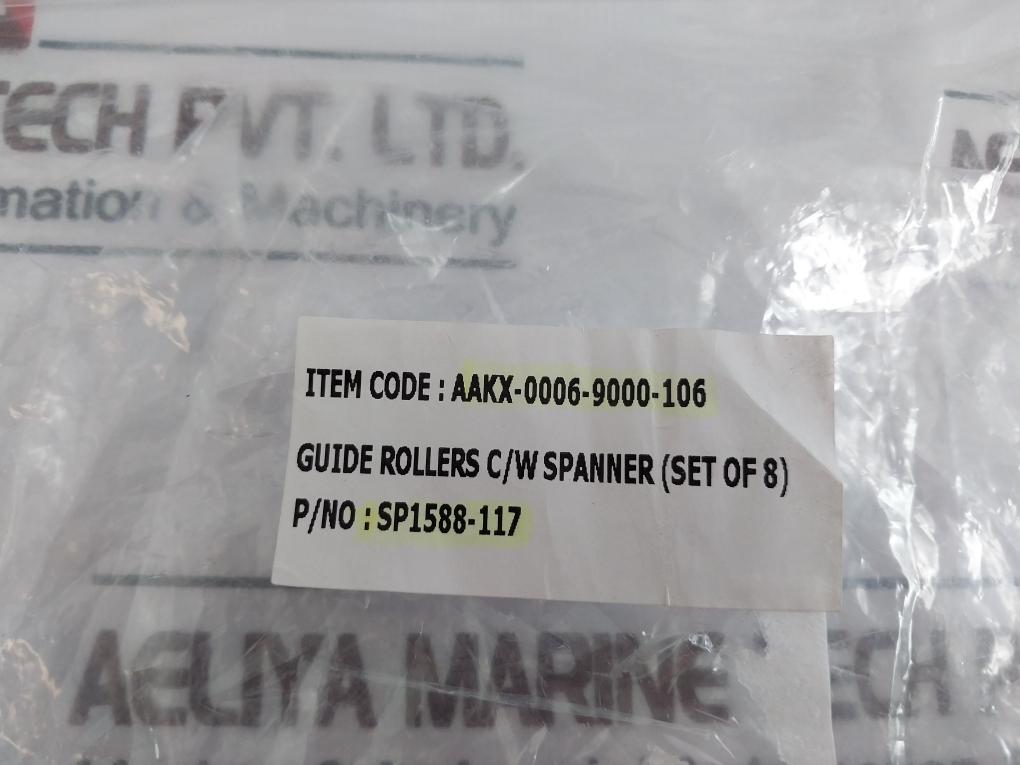 TECH PVT. LTD.
mation & Machinery
ITEM CODE : AAKX-0006-9000-106
GUIDE ROLLERS C/W SPANNER (SET OF 8)
P/NO : SP1588-117
AELIYA MARINE TECH